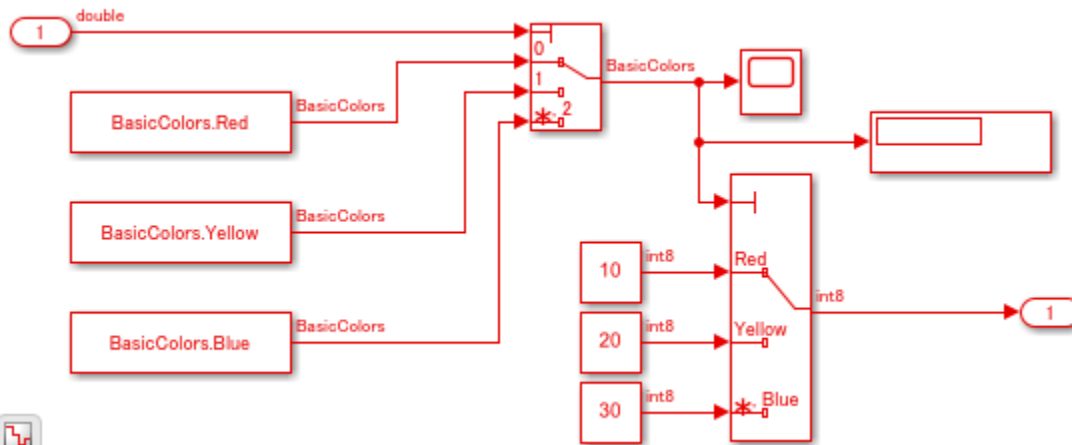 double
1
0
1
*, 2
BasicColors
BasicColors.Red
BasicColors
BasicColors.Yellow
BasicColors
BasicColors.Blue
BasicColors
10
int8
Red
20
int8
Yellow
30
int8
*, Blue
int8
1